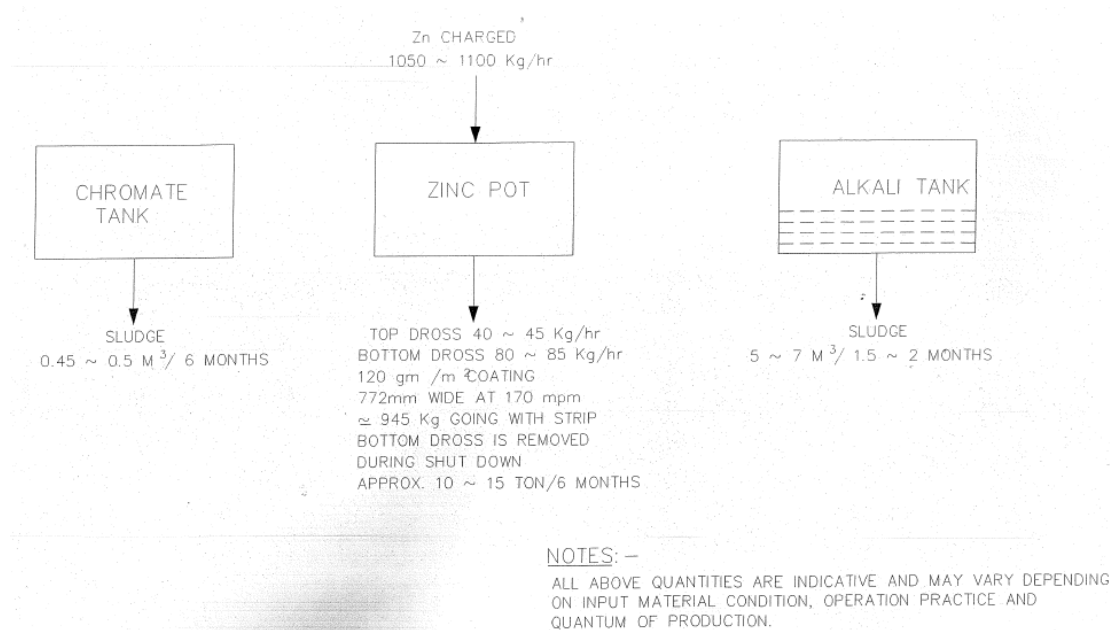 Zn CHARGED
1050 ~ 1100 Kg/hr
CHROMATE
TANK
ZINC POT
ALKALI TANK
SLUDGE
0.45 ~ 0.5 M³/ 6 MONTHS
TOP DROSS 40 ~ 45 Kg/hr
BOTTOM DROSS 80 ~ 85 Kg/hr
120 gm /m² COATING
772mm WIDE AT 170 mpm
≃ 945 Kg GOING WITH STRIP
BOTTOM DROSS IS REMOVED
DURING SHUT DOWN
APPROX. 10 ~ 15 TON/6 MONTHS
SLUDGE
5 ~ 7 M³/ 1.5 ~ 2 MONTHS
NOTES: –
ALL ABOVE QUANTITIES ARE INDICATIVE AND MAY VARY DEPENDING
ON INPUT MATERIAL CONDITION, OPERATION PRACTICE AND
QUANTUM OF PRODUCTION.